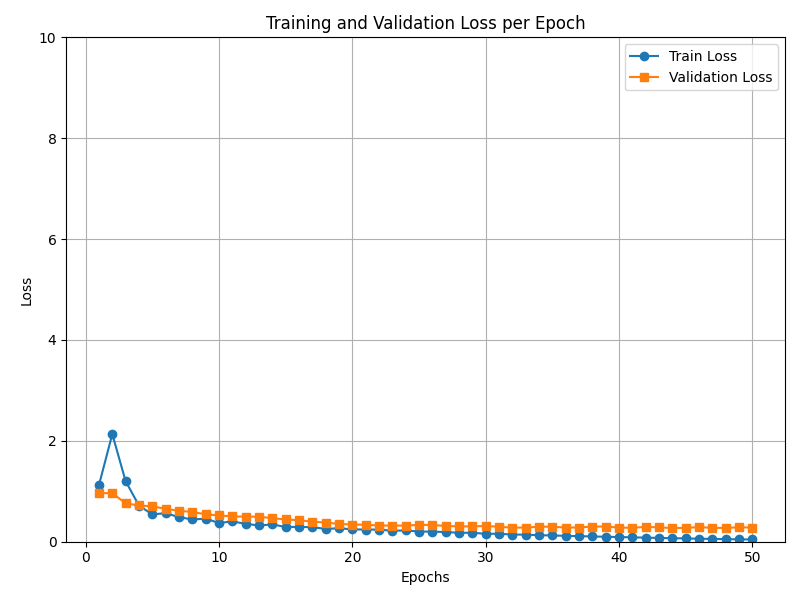 Training and Validation Loss per Epoch
Train Loss
Validation Loss
Loss
10
8
6
4
2
0
0 10 20 30 40 50
Epochs